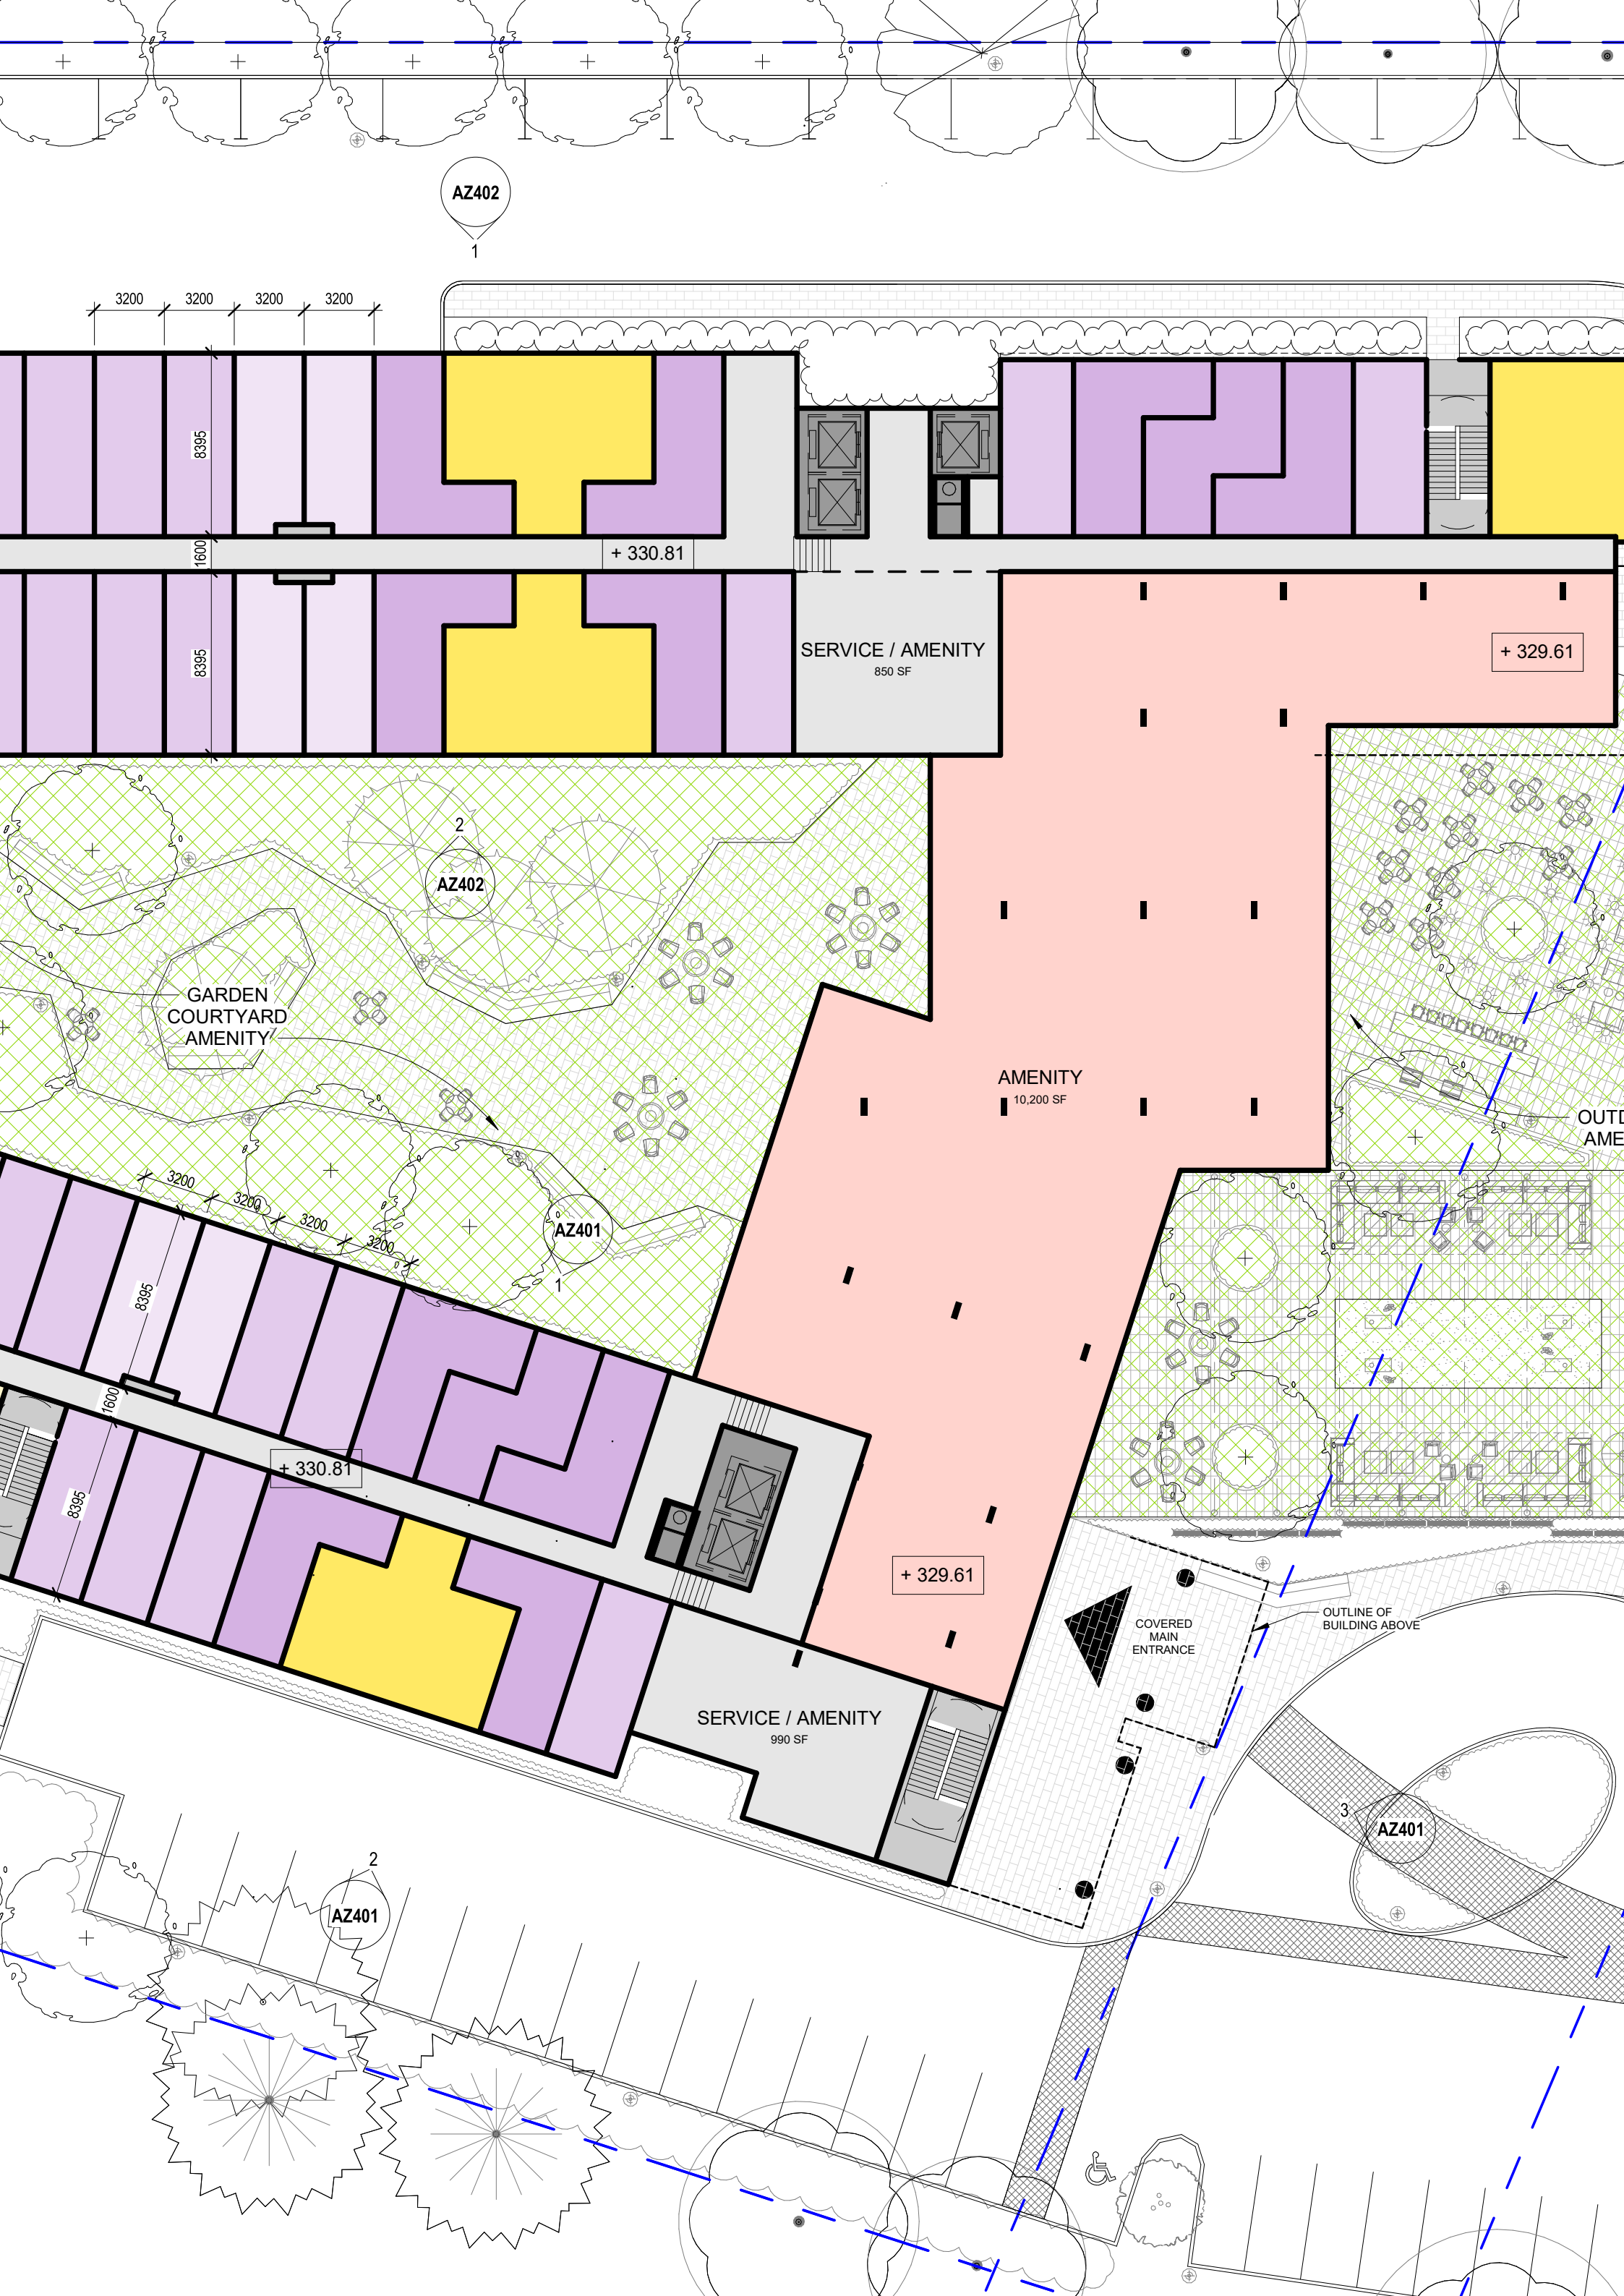 AZ402
1
3200 3200 3200 3200
8395
1600
+ 330.81
8395
SERVICE / AMENITY
850 SF
+ 329.61
2
AZ402
GARDEN
COURTYARD
AMENITY
AMENITY
10,200 SF
OUTD
AME
3200
3200
3200
3200
AZ401
1
8395
1600
+ 330.81
8395
+ 329.61
COVERED
MAIN
ENTRANCE
OUTLINE OF
BUILDING ABOVE
SERVICE / AMENITY
990 SF
3
AZ401
2
AZ401